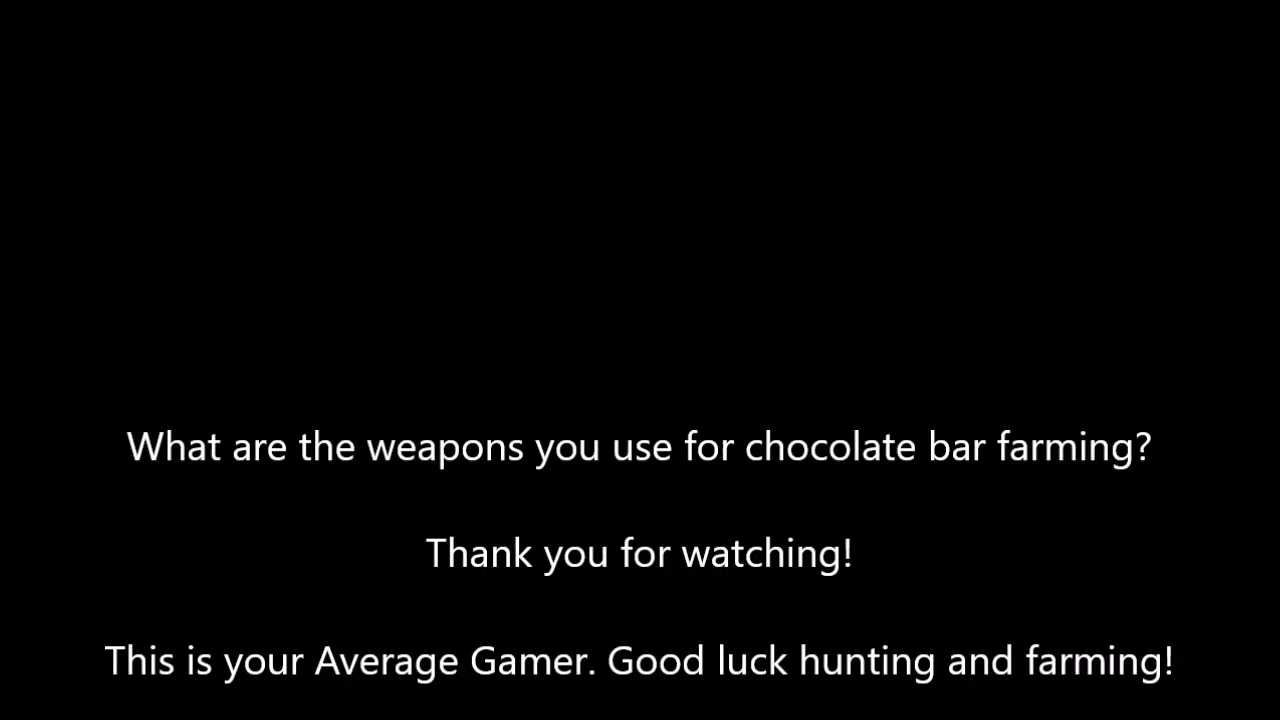 What are the weapons you use for chocolate bar farming?
Thank you for watching!
This is your Average Gamer. Good luck hunting and farming!